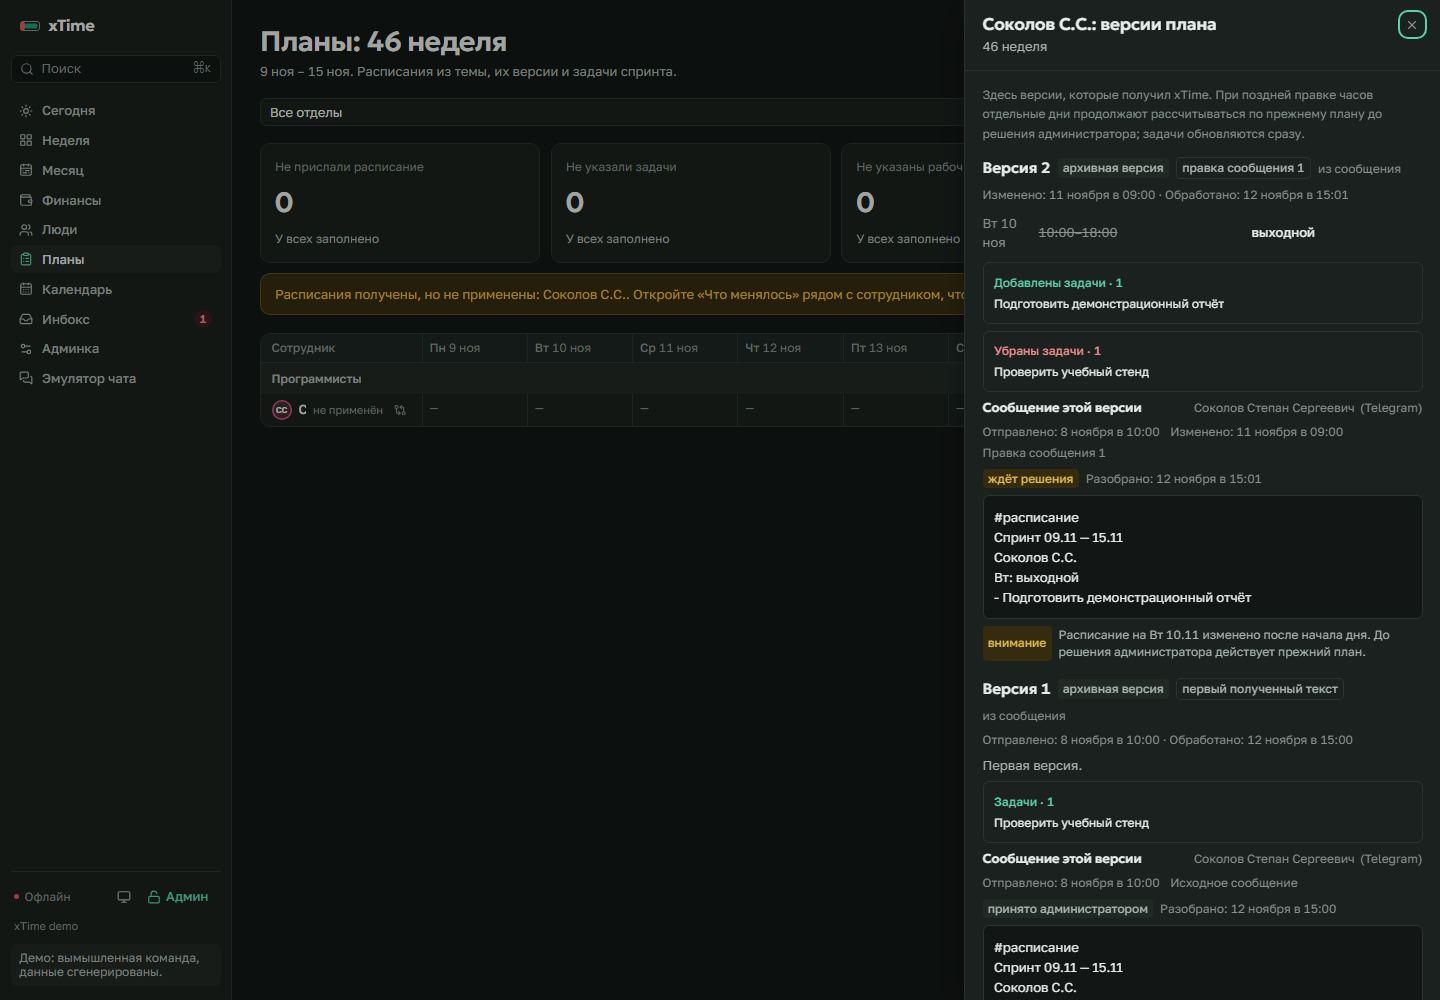 xTime
Поиск
⌘K
Сегодня
Неделя
Месяц
Финансы
Люди
Планы
Календарь
Инбокс 1
Админка
Эмулятор чата
Офлайн
Админ
xTime demo
Демо: вымышленная команда,
данные сгенерированы.
Планы: 46 неделя
9 ноя – 15 ноя. Расписания из темы, их версии и задачи спринта.
Все отделы
Не прислали расписание
0
У всех заполнено
Не указали задачи
0
У всех заполнено
Не указаны рабоч
0
У всех заполнено
Расписания получены, но не применены: Соколов С.С.. Откройте «Что менялось» рядом с сотрудником, что
Сотрудник Пн 9 ноя Вт 10 ноя Ср 11 ноя Чт 12 ноя Пт 13 ноя С
Программисты
СС С не применён — — — — — —
Соколов С.С.: версии плана
46 неделя
Здесь версии, которые получил xTime. При поздней правке часов
отдельные дни продолжают рассчитываться по прежнему плану до
решения администратора; задачи обновляются сразу.
Версия 2 архивная версия правка сообщения 1 из сообщения
Изменено: 11 ноября в 09:00 · Обработано: 12 ноября в 15:01
Вт 10
ноя
10:00–18:00 выходной
Добавлены задачи · 1
Подготовить демонстрационный отчёт
Убраны задачи · 1
Проверить учебный стенд
Сообщение этой версии Соколов Степан Сергеевич (Telegram)
Отправлено: 8 ноября в 10:00 Изменено: 11 ноября в 09:00
Правка сообщения 1
ждёт решения Разобрано: 12 ноября в 15:01
#расписание
Спринт 09.11 — 15.11
Соколов С.С.
Вт: выходной
- Подготовить демонстрационный отчёт
внимание
Расписание на Вт 10.11 изменено после начала дня. До
решения администратора действует прежний план.
Версия 1 архивная версия первый полученный текст
из сообщения
Отправлено: 8 ноября в 10:00 · Обработано: 12 ноября в 15:00
Первая версия.
Задачи · 1
Проверить учебный стенд
Сообщение этой версии Соколов Степан Сергеевич (Telegram)
Отправлено: 8 ноября в 10:00 Исходное сообщение
принято администратором Разобрано: 12 ноября в 15:00
#расписание
Спринт 09.11 — 15.11
Соколов С.С.